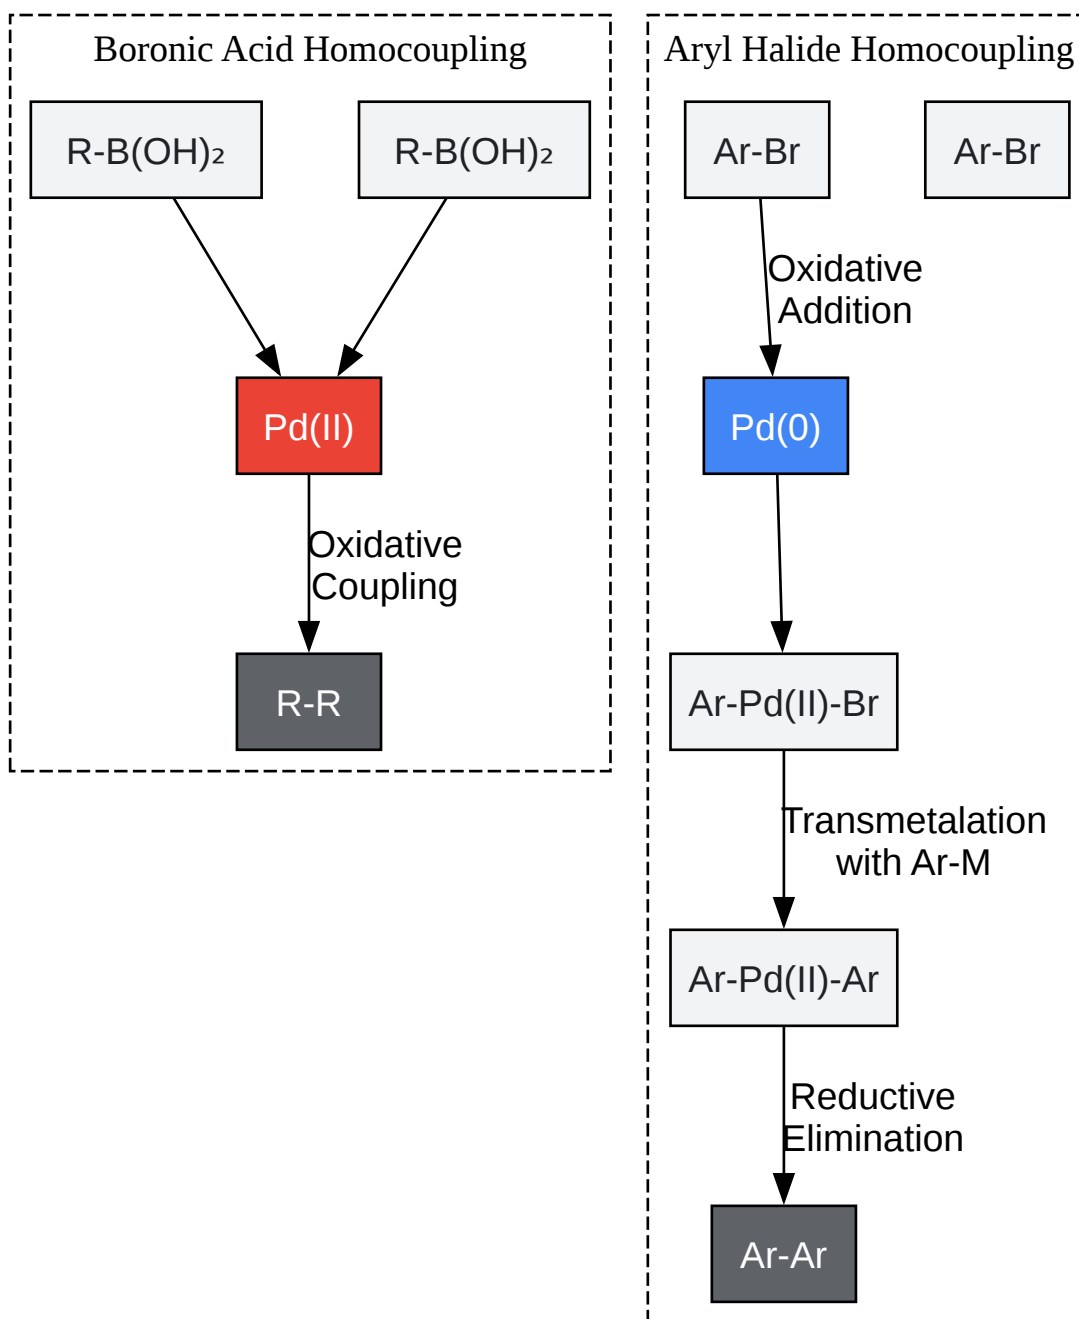 Boronic Acid Homocoupling
R-B(OH)₂
R-B(OH)₂
Pd(II)
Oxidative
Coupling
R-R
Aryl Halide Homocoupling
Ar-Br
Ar-Br
Oxidative
Addition
Pd(0)
Ar-Pd(II)-Br
Transmetalation
with Ar-M
Ar-Pd(II)-Ar
Reductive
Elimination
Ar-Ar